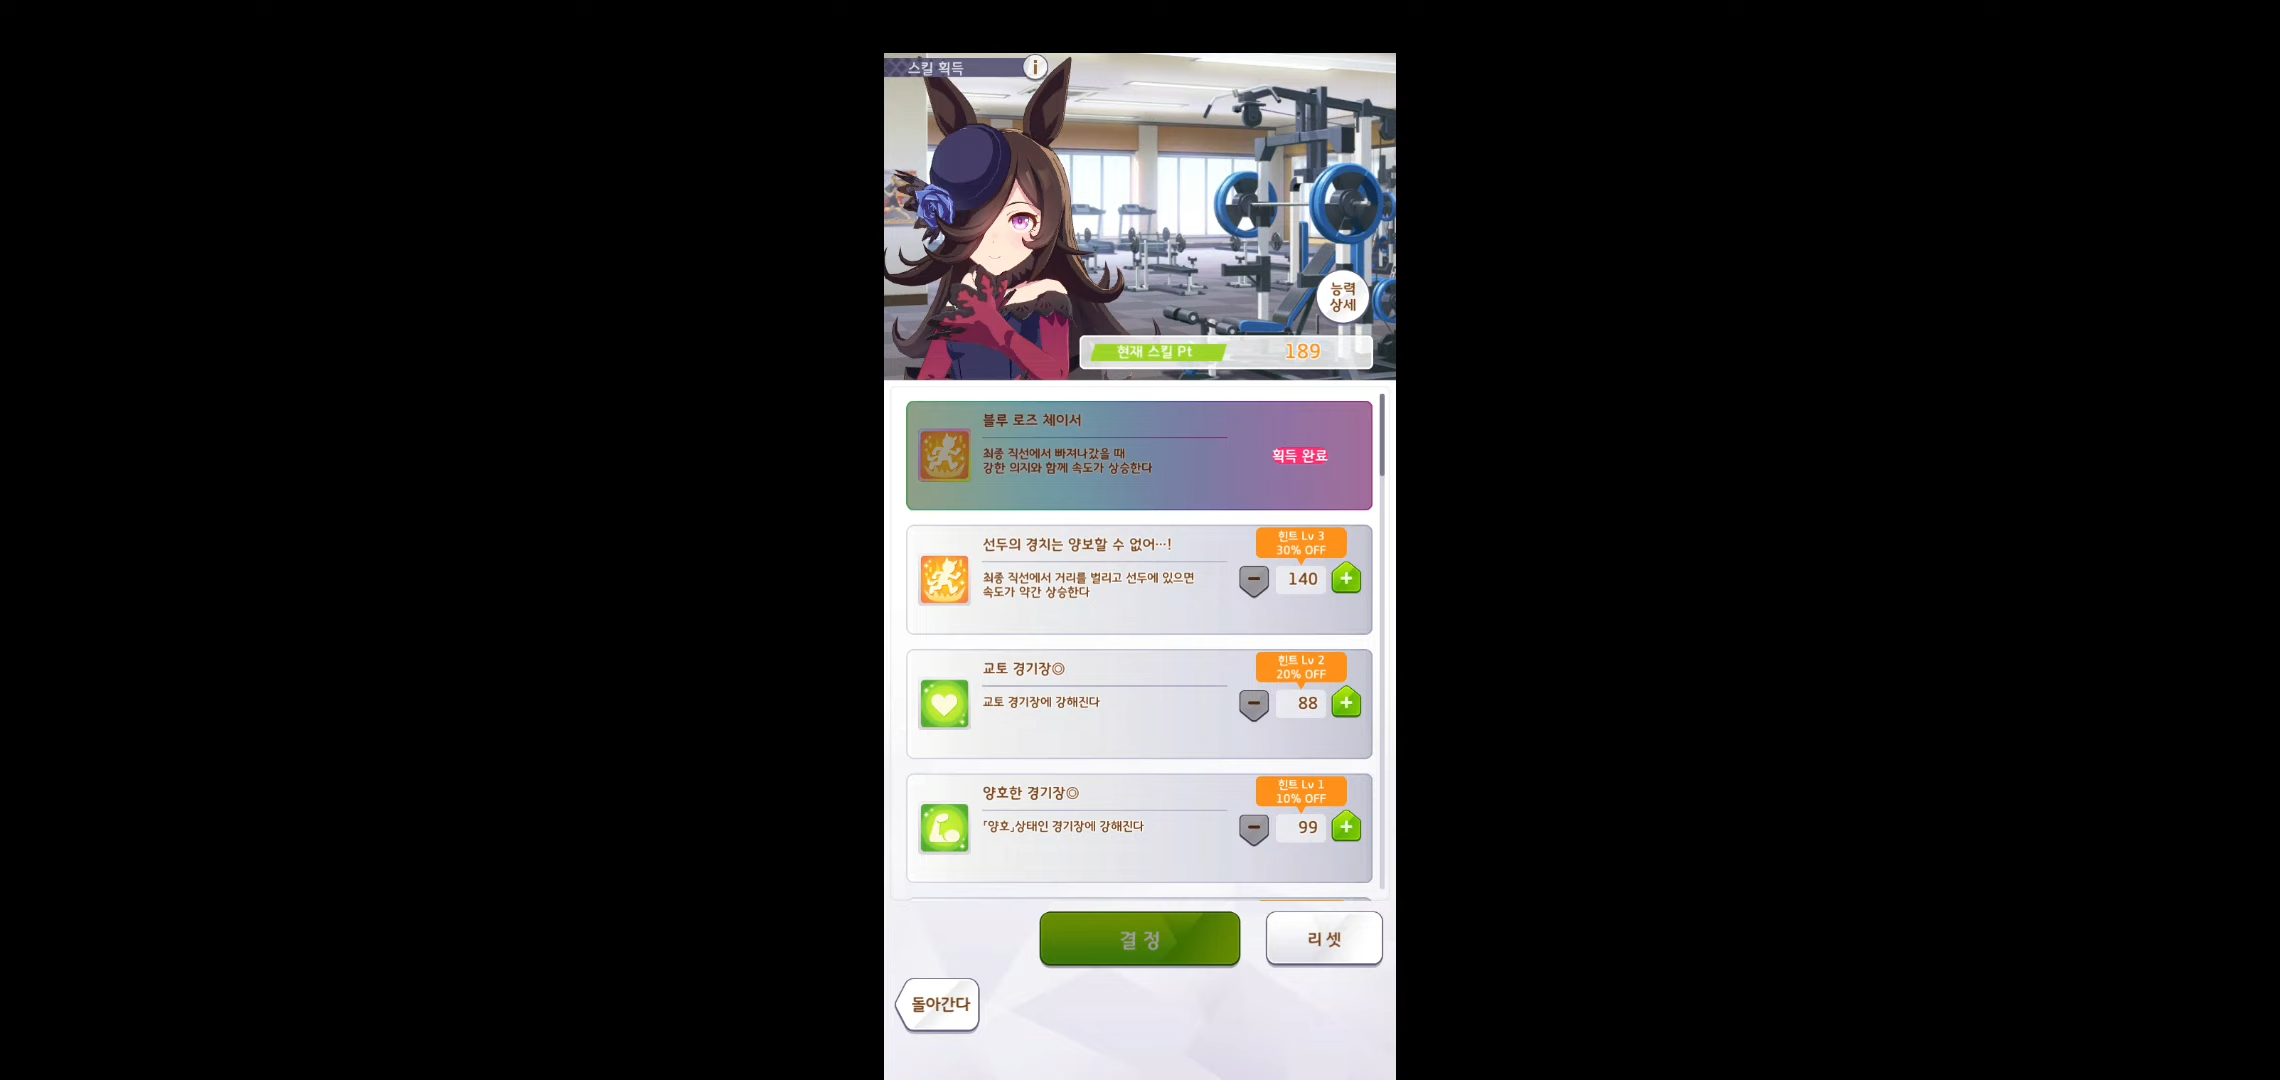 스킬 획득
i
능력
상세
현재 스킬 Pt
189
블루 로즈 체이서
최종 직선에서 빠져나갔을 때
강한 의지와 함께 속도가 상승한다
획득 완료
선두의 경치는 양보할 수 없어…!
최종 직선에서 거리를 벌리고 선두에 있으면
속도가 약간 상승한다
힌트 Lv 3
30% OFF
140
교토 경기장◎
교토 경기장에 강해진다
힌트 Lv 2
20% OFF
88
양호한 경기장◎
「양호」상태인 경기장에 강해진다
힌트 Lv 1
10% OFF
99
결정
리셋
돌아간다